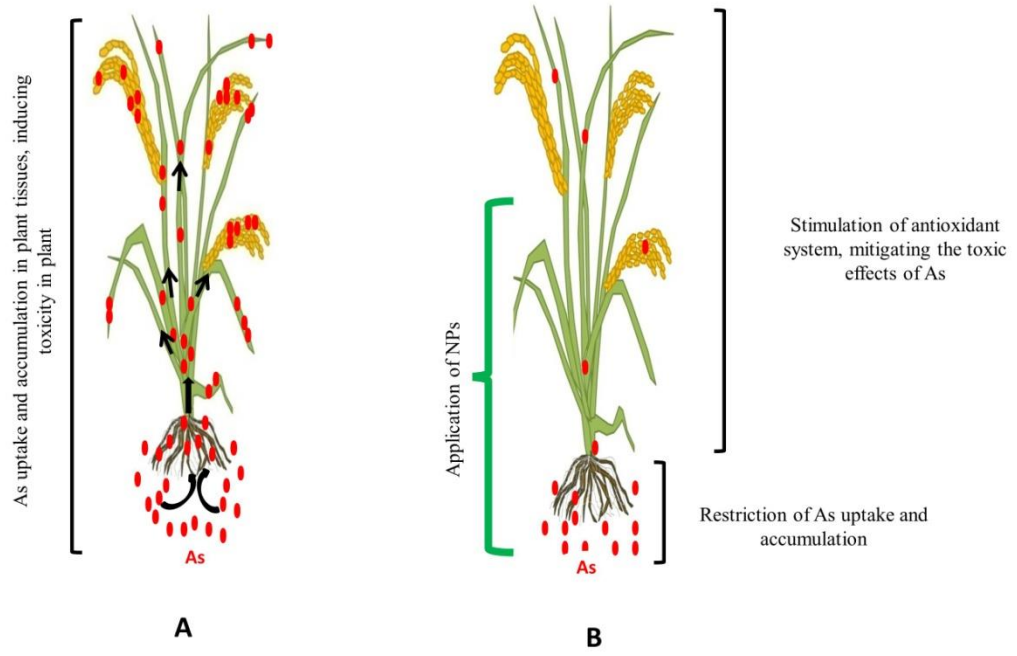 As uptake and accumulation in plant tissues, inducing
toxicity in plant
As
A
Application of NPs
Stimulation of antioxidant
system, mitigating the toxic
effects of As
Restriction of As uptake and
accumulation
As
B